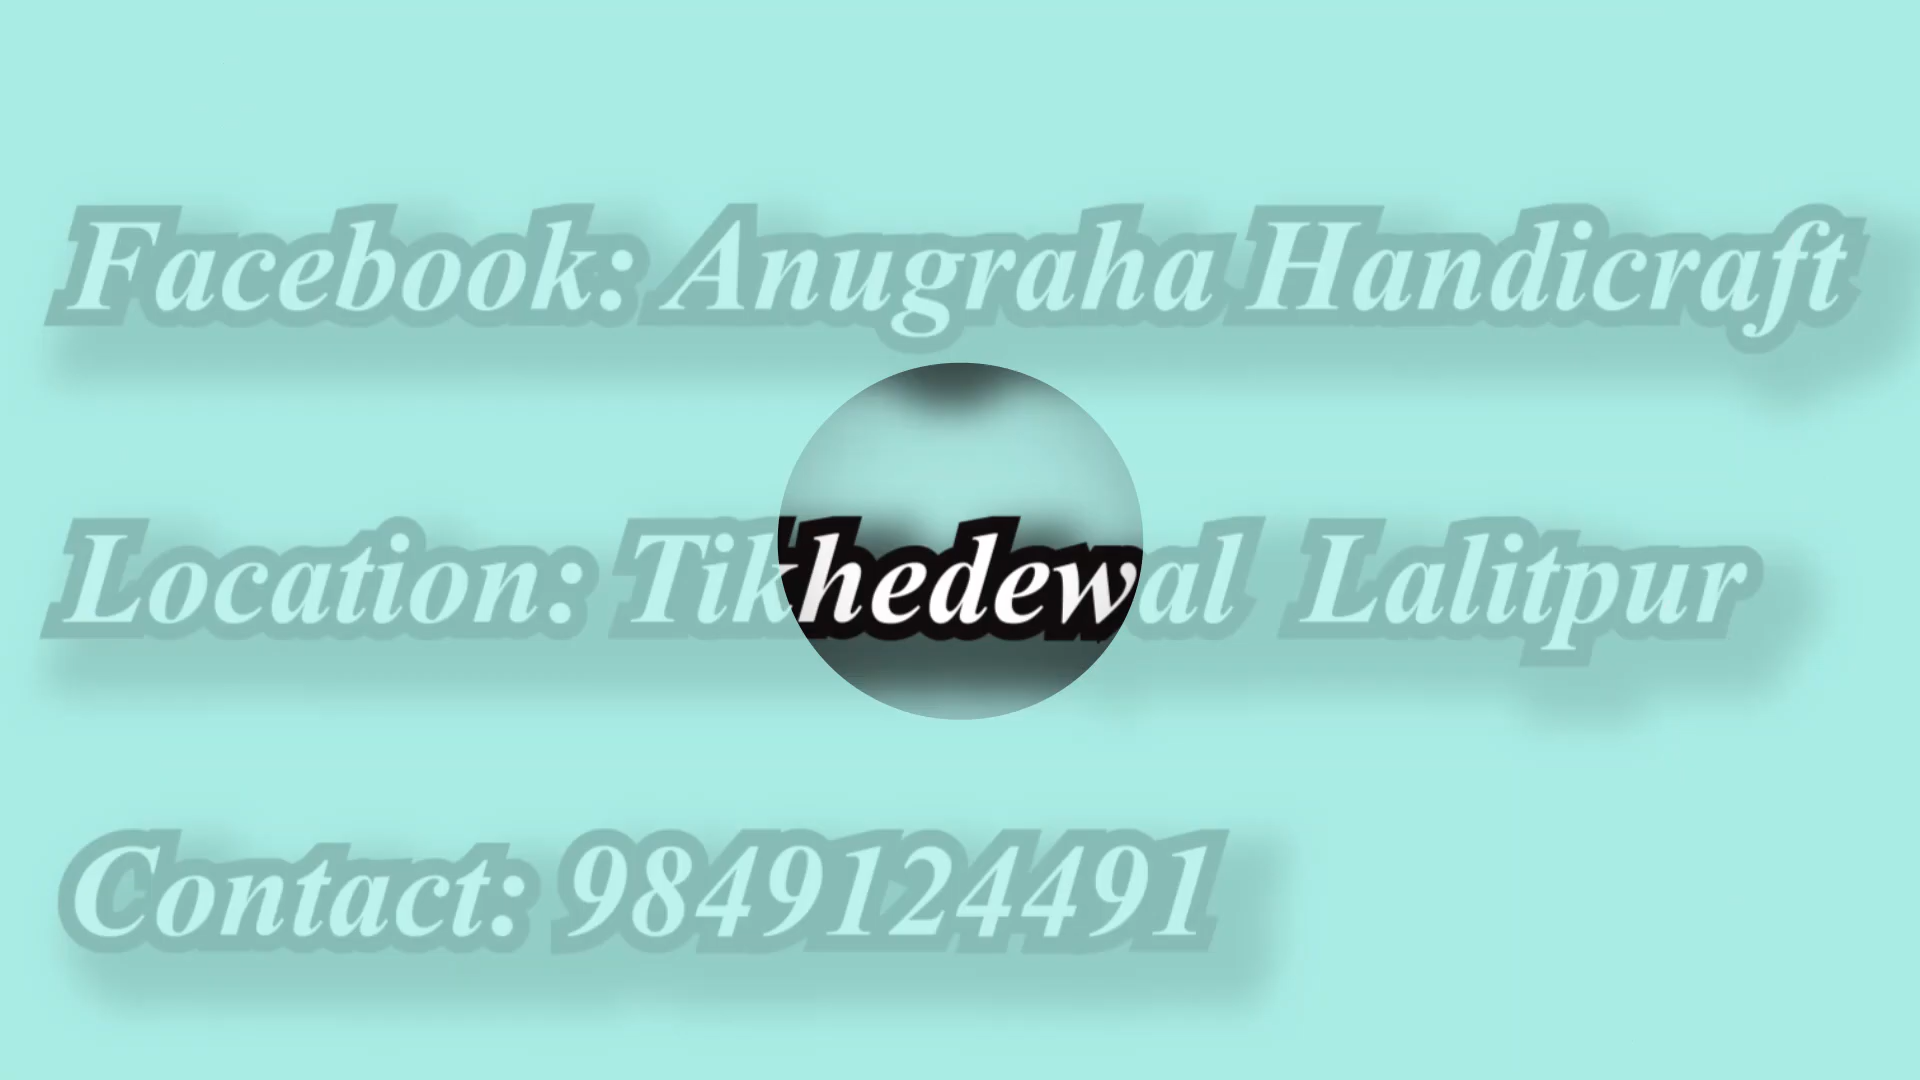 Facebook: Anugraha Handicraft
Location: Tikhedewal Lalitpur
Contact: 9849124491